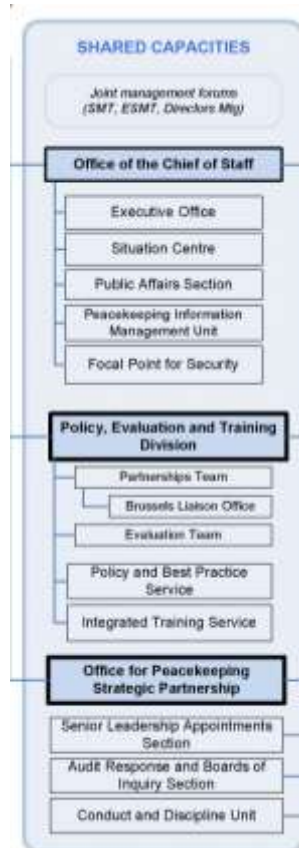 SHARED CAPACITIES
Joint management forums
(SMT, ESMT, Directors Mtg)
Office of the Chief of Staff
Executive Office
Situation Centre
Public Affairs Section
Peacekeeping Information
Management Unit
Focal Point for Security
Policy, Evaluation and Training
Division
Partnerships Team
Brussels Liaison Office
Evaluation Team
Policy and Best Practice
Service
Integrated Training Service
Office for Peacekeeping
Strategic Partnership
Senior Leadership Appointments
Section
Audit Response and Boards of
Inquiry Section
Conduct and Discipline Unit